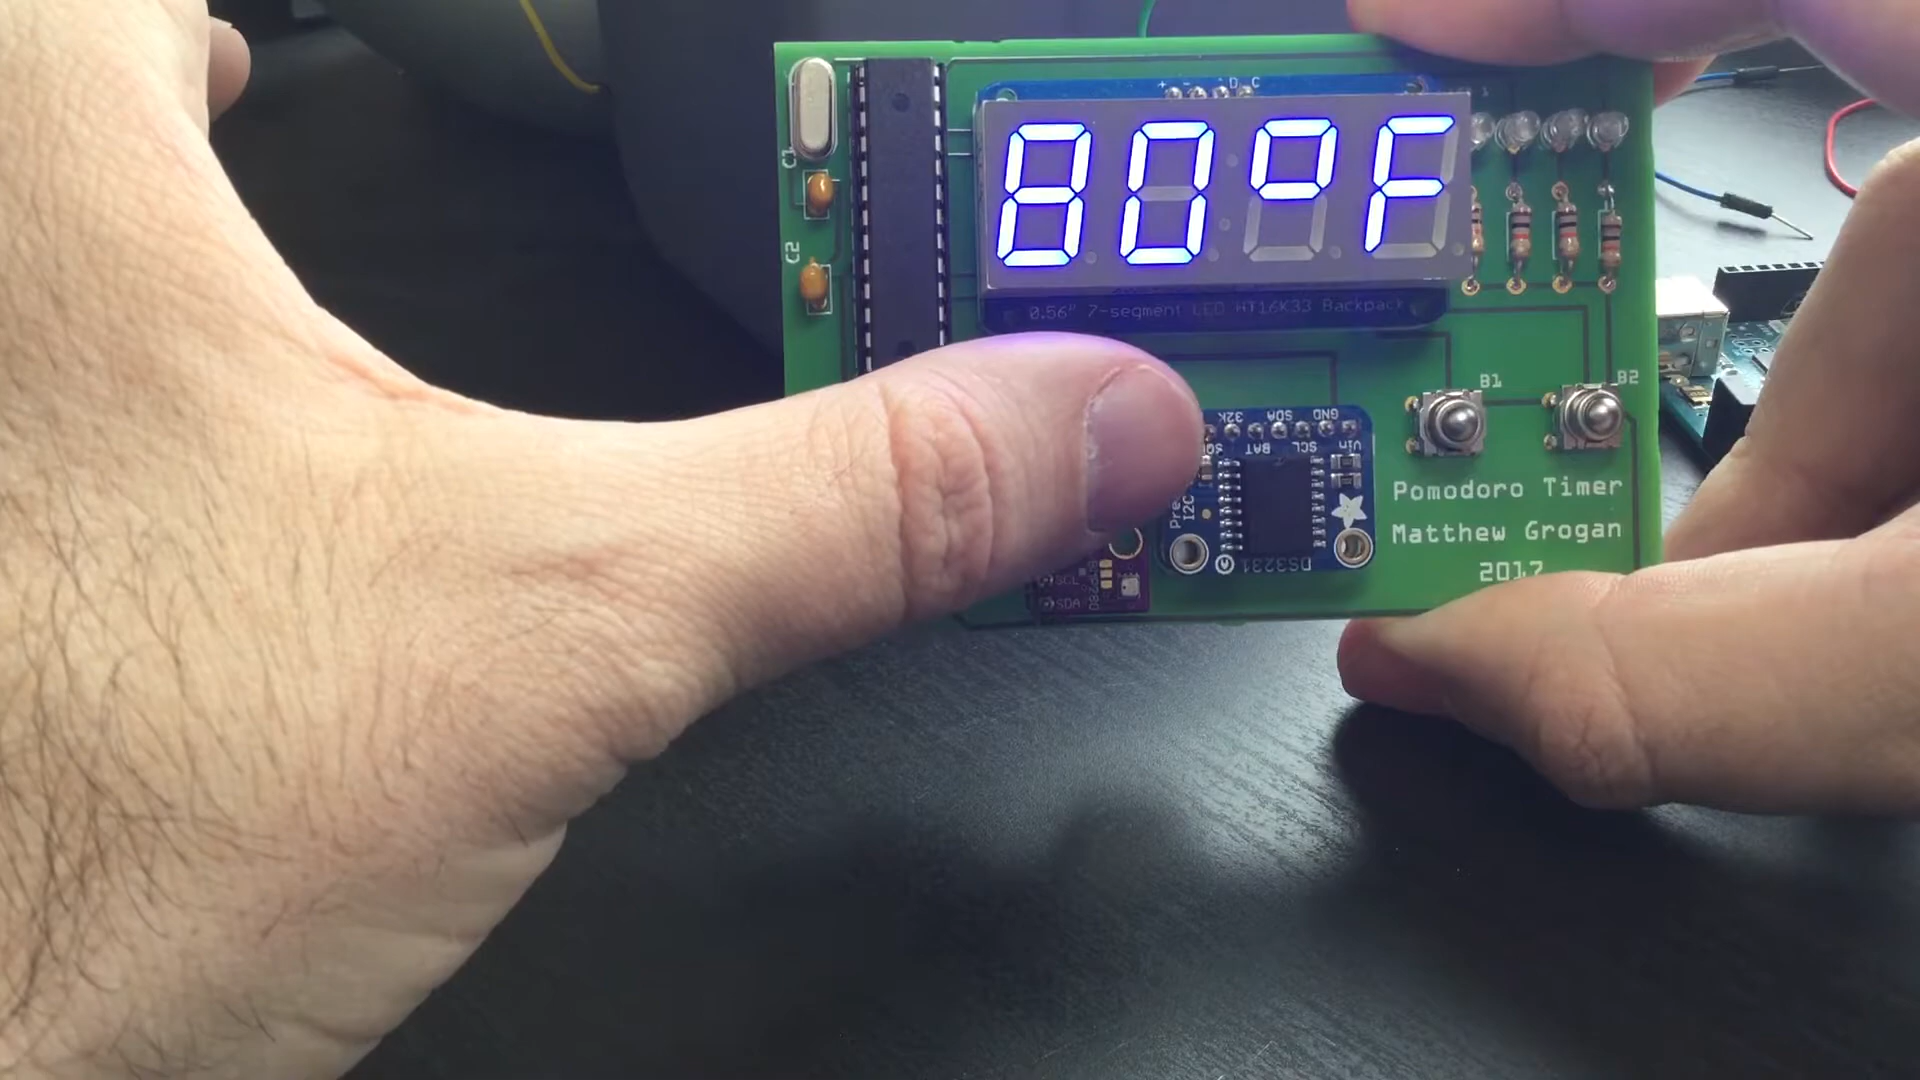 C1
C2
+ - D C
80°F
0.56" 7-segment LED HT16K33 Backpack
B1
B2
32K SDA GND
BAT SCL Vin
I2C
DS3231
Pomodoro Timer
Matthew Grogan
2017
SCL
SDA